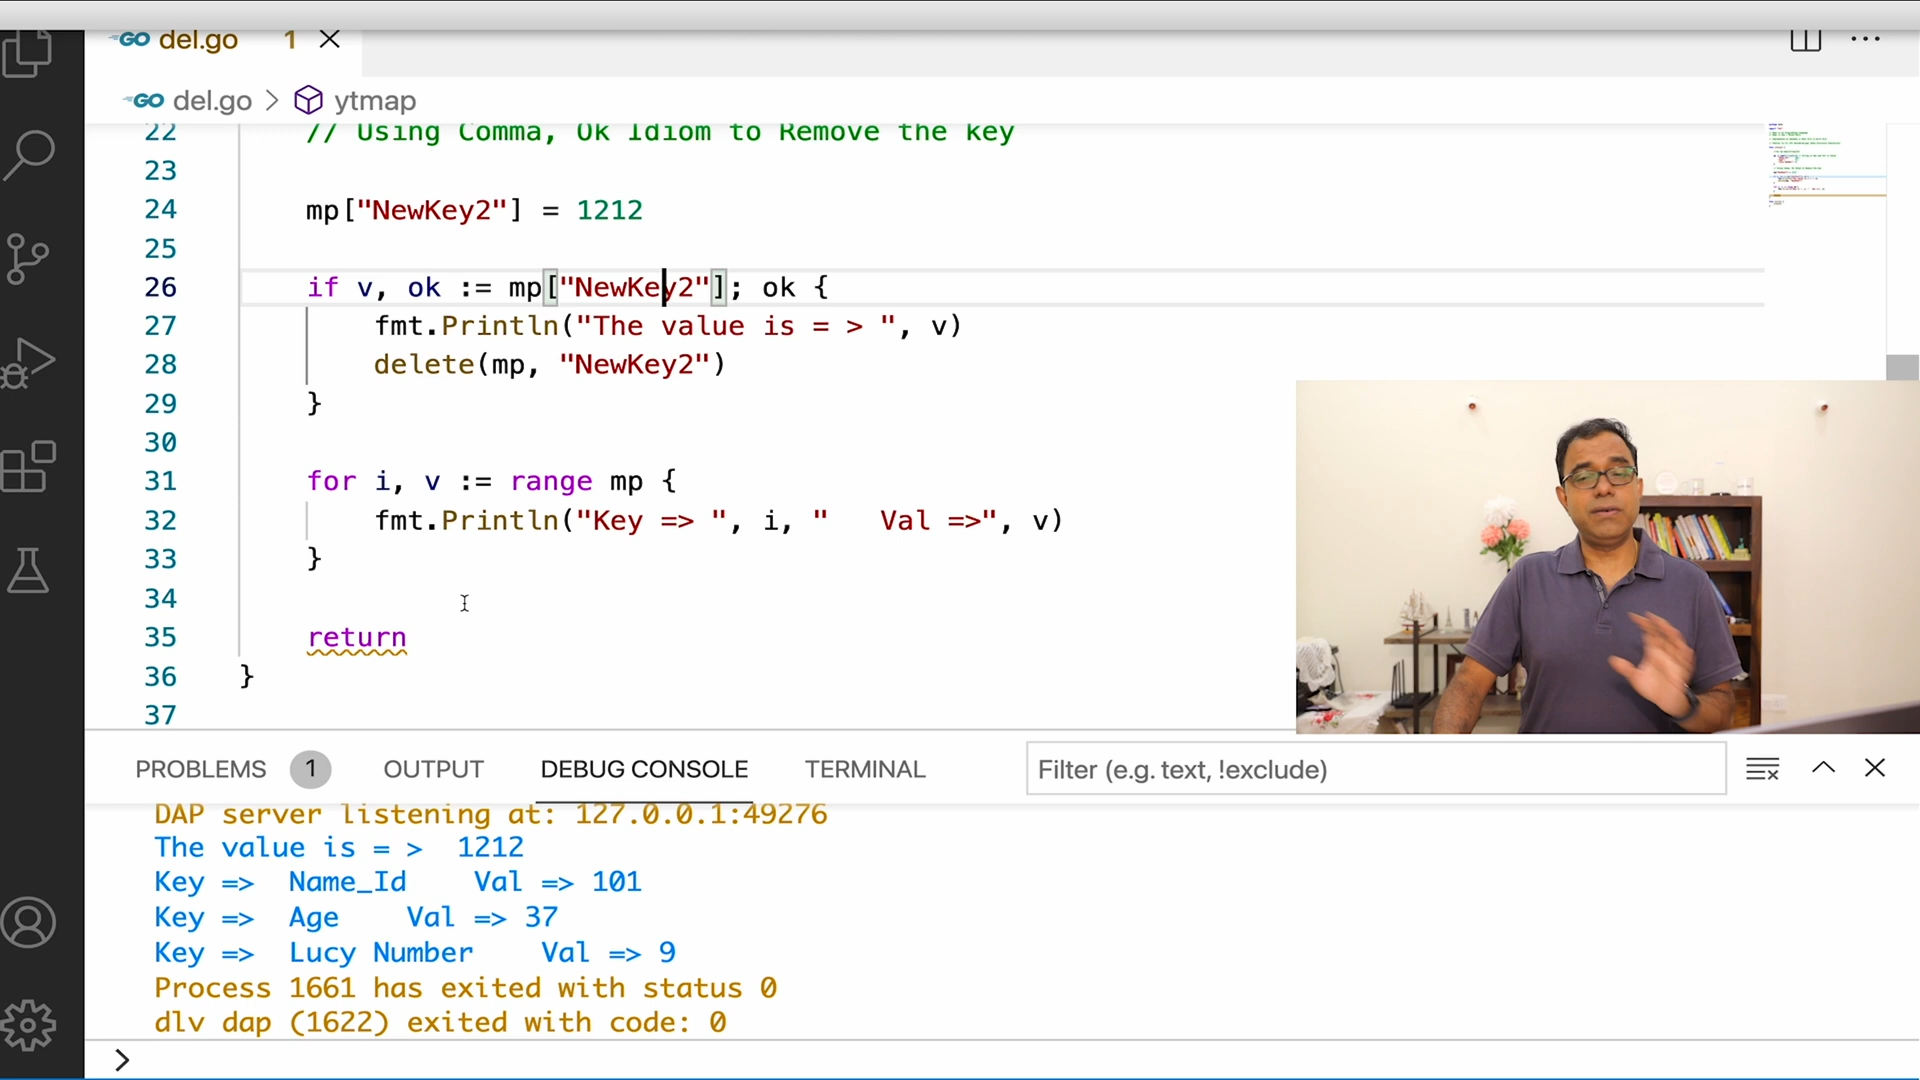 GO del.go 1
GO del.go > ytmap
22 // Using Comma, Ok Idiom to Remove the key
23
24 mp["NewKey2"] = 1212
25
26 if v, ok := mp["NewKey2"]; ok {
27 fmt.Println("The value is = > ", v)
28 delete(mp, "NewKey2")
29 }
30
31 for i, v := range mp {
32 fmt.Println("Key => ", i, "   Val =>", v)
33 }
34
35 return
36 }
37
PROBLEMS 1 OUTPUT DEBUG CONSOLE TERMINAL Filter (e.g. text, !exclude)
DAP server listening at: 127.0.0.1:49276
The value is = >  1212
Key =>  Name_Id    Val => 101
Key =>  Age    Val => 37
Key =>  Lucy Number    Val => 9
Process 1661 has exited with status 0
dlv dap (1622) exited with code: 0
>